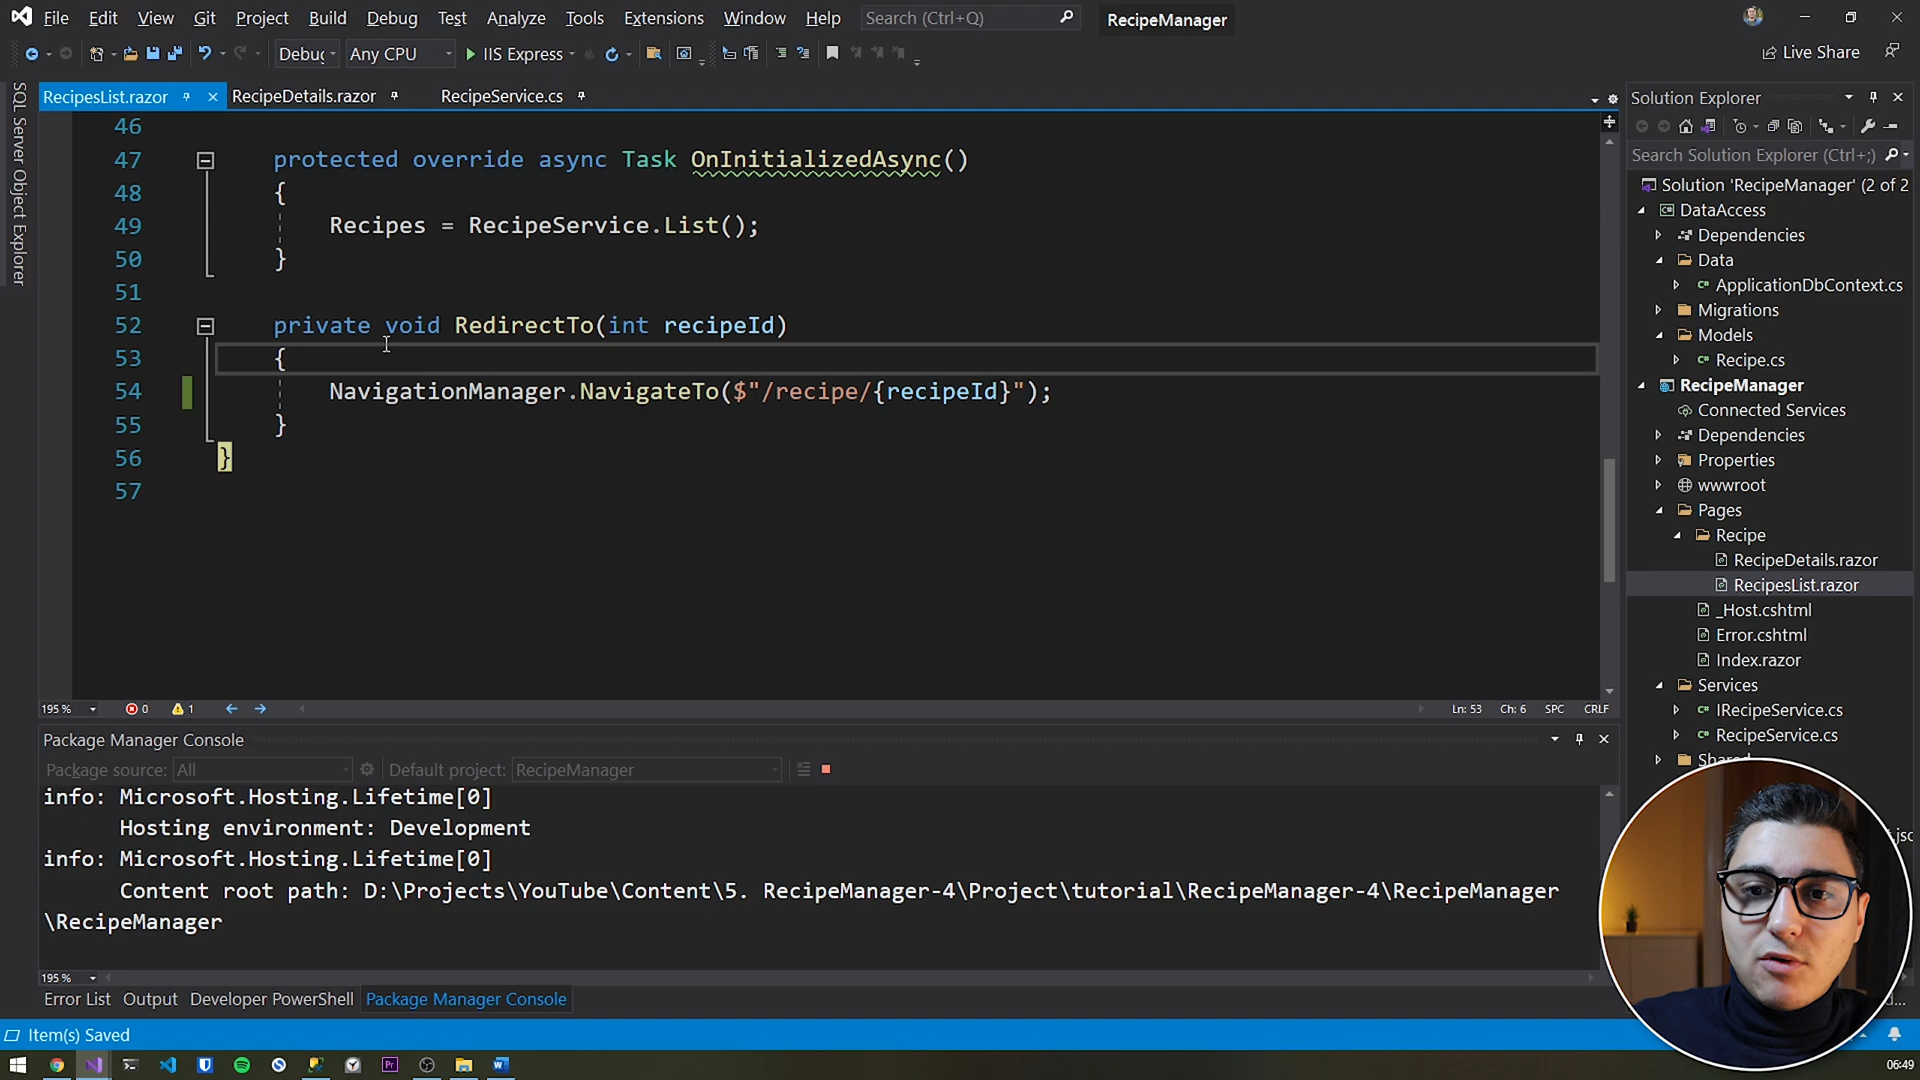 File Edit View Git Project Build Debug Test Analyze Tools Extensions Window Help Search (Ctrl+Q) RecipeManager
Debug Any CPU IIS Express Live Share
SQL Server Object Explorer
RecipesList.razor RecipeDetails.razor RecipeService.cs
46
47 protected override async Task OnInitializedAsync()
48 {
49 Recipes = RecipeService.List();
50 }
51
52 private void RedirectTo(int recipeId)
53 {
54 NavigationManager.NavigateTo($"/recipe/{recipeId}");
55 }
56 }
57
195 % 0 1 Ln: 53 Ch: 6 SPC CRLF
Package Manager Console
Package source: All Default project: RecipeManager
info: Microsoft.Hosting.Lifetime[0]
Hosting environment: Development
info: Microsoft.Hosting.Lifetime[0]
Content root path: D:\Projects\YouTube\Content\5. RecipeManager-4\Project\tutorial\RecipeManager-4\RecipeManager
\RecipeManager
195 %
Error List Output Developer PowerShell Package Manager Console
Item(s) Saved
Solution Explorer
Search Solution Explorer (Ctrl+;)
Solution 'RecipeManager' (2 of 2
DataAccess
Dependencies
Data
ApplicationDbContext.cs
Migrations
Models
Recipe.cs
RecipeManager
Connected Services
Dependencies
Properties
wwwroot
Pages
Recipe
RecipeDetails.razor
RecipesList.razor
_Host.cshtml
Error.cshtml
Index.razor
Services
IRecipeService.cs
RecipeService.cs
06:49